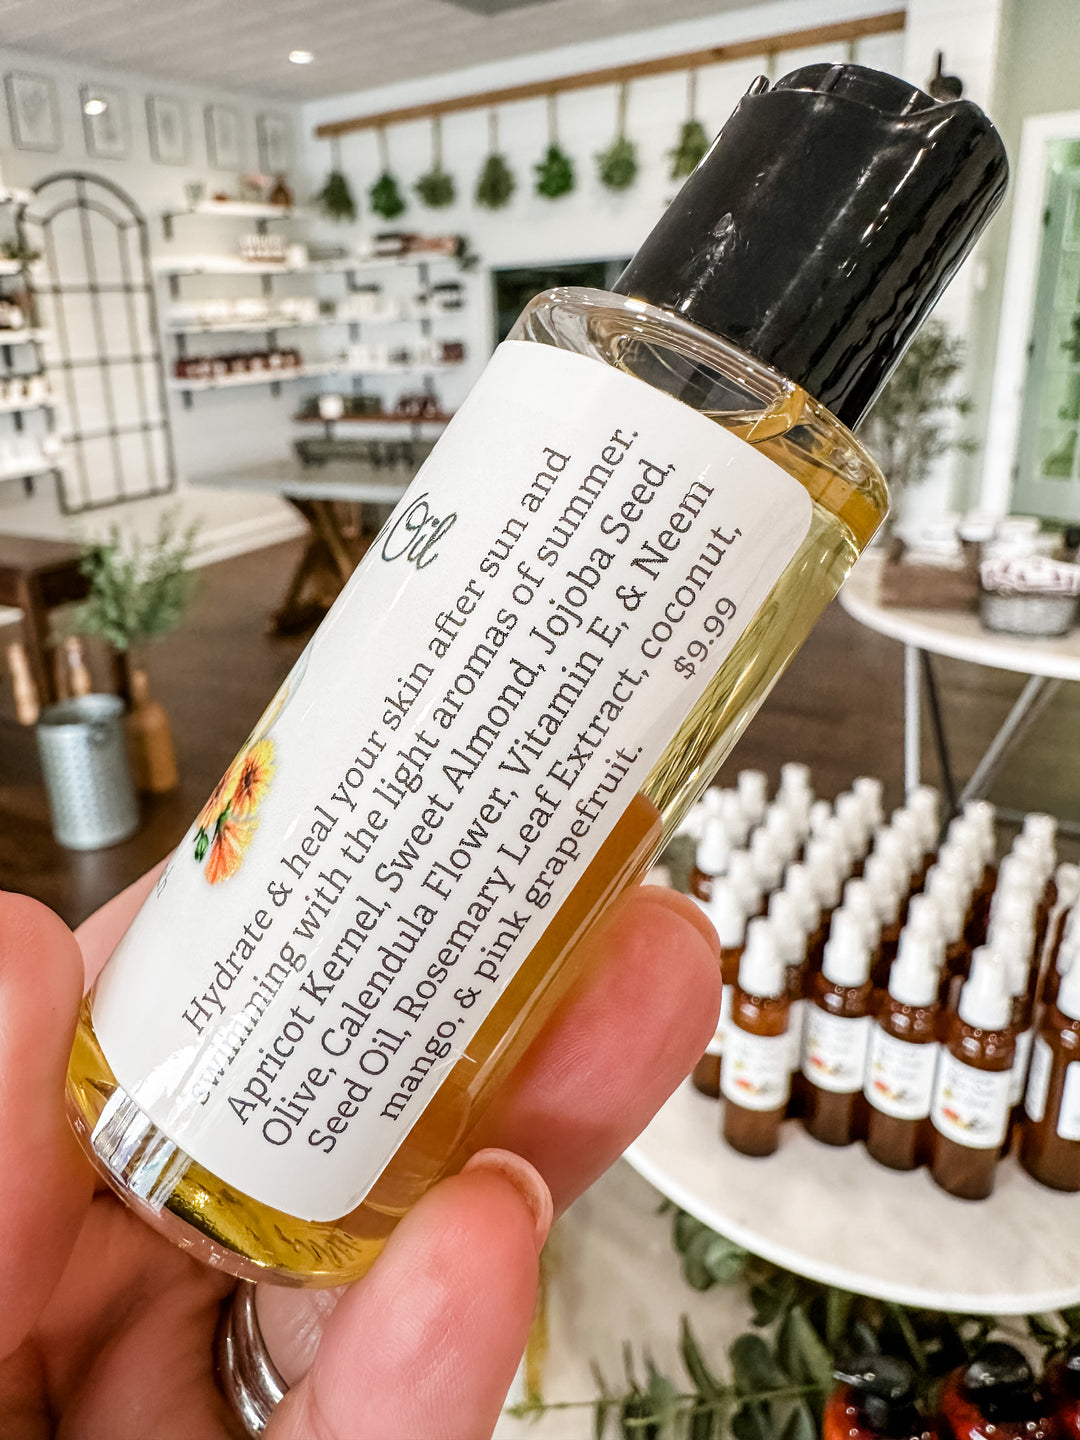 Oil
Hydrate & heal your skin after sun and
swimming with the light aromas of summer.
Apricot Kernel, Sweet Almond, Jojoba Seed,
Olive, Calendula Flower, Vitamin E, & Neem
Seed Oil, Rosemary Leaf Extract, coconut,
mango, & pink grapefruit.
$9.99